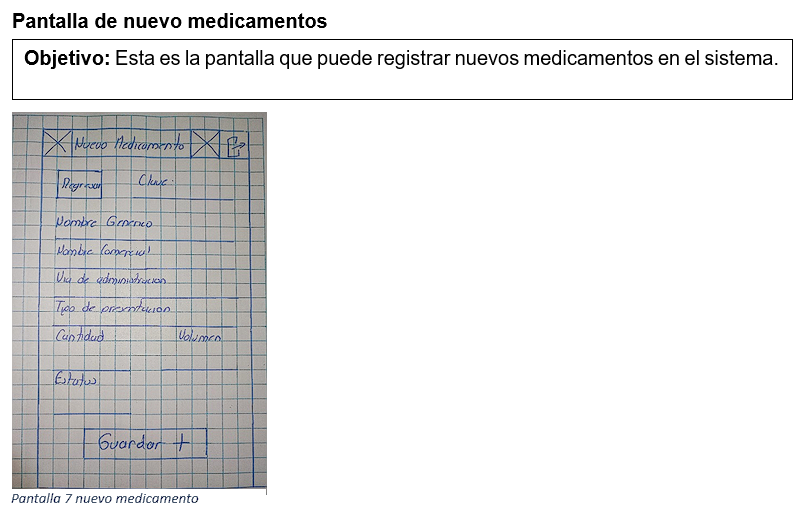 Pantalla de nuevo medicamentos
Objetivo: Esta es la pantalla que puede registrar nuevos medicamentos en el sistema.
Nuevo Medicamento
Regresar Clave:
Nombre Generico
Nombre Comercial
Via de administracion
Tipo de presentacion
Cantidad Volumen
Estatus
Guardar +
Pantalla 7 nuevo medicamento